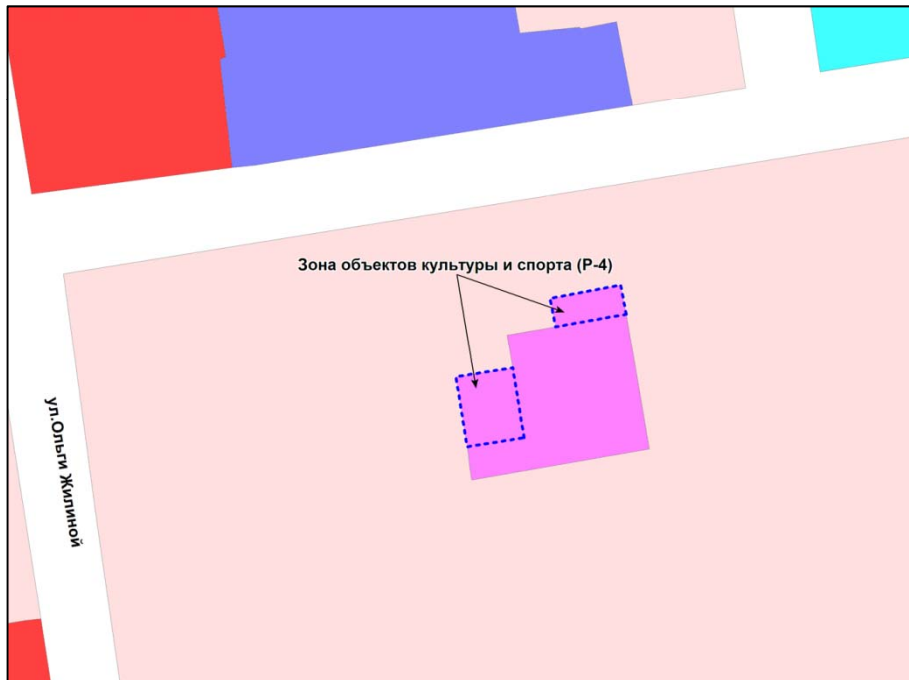 Зона объектов культуры и спорта (Р-4)
ул.Ольги Жилиной